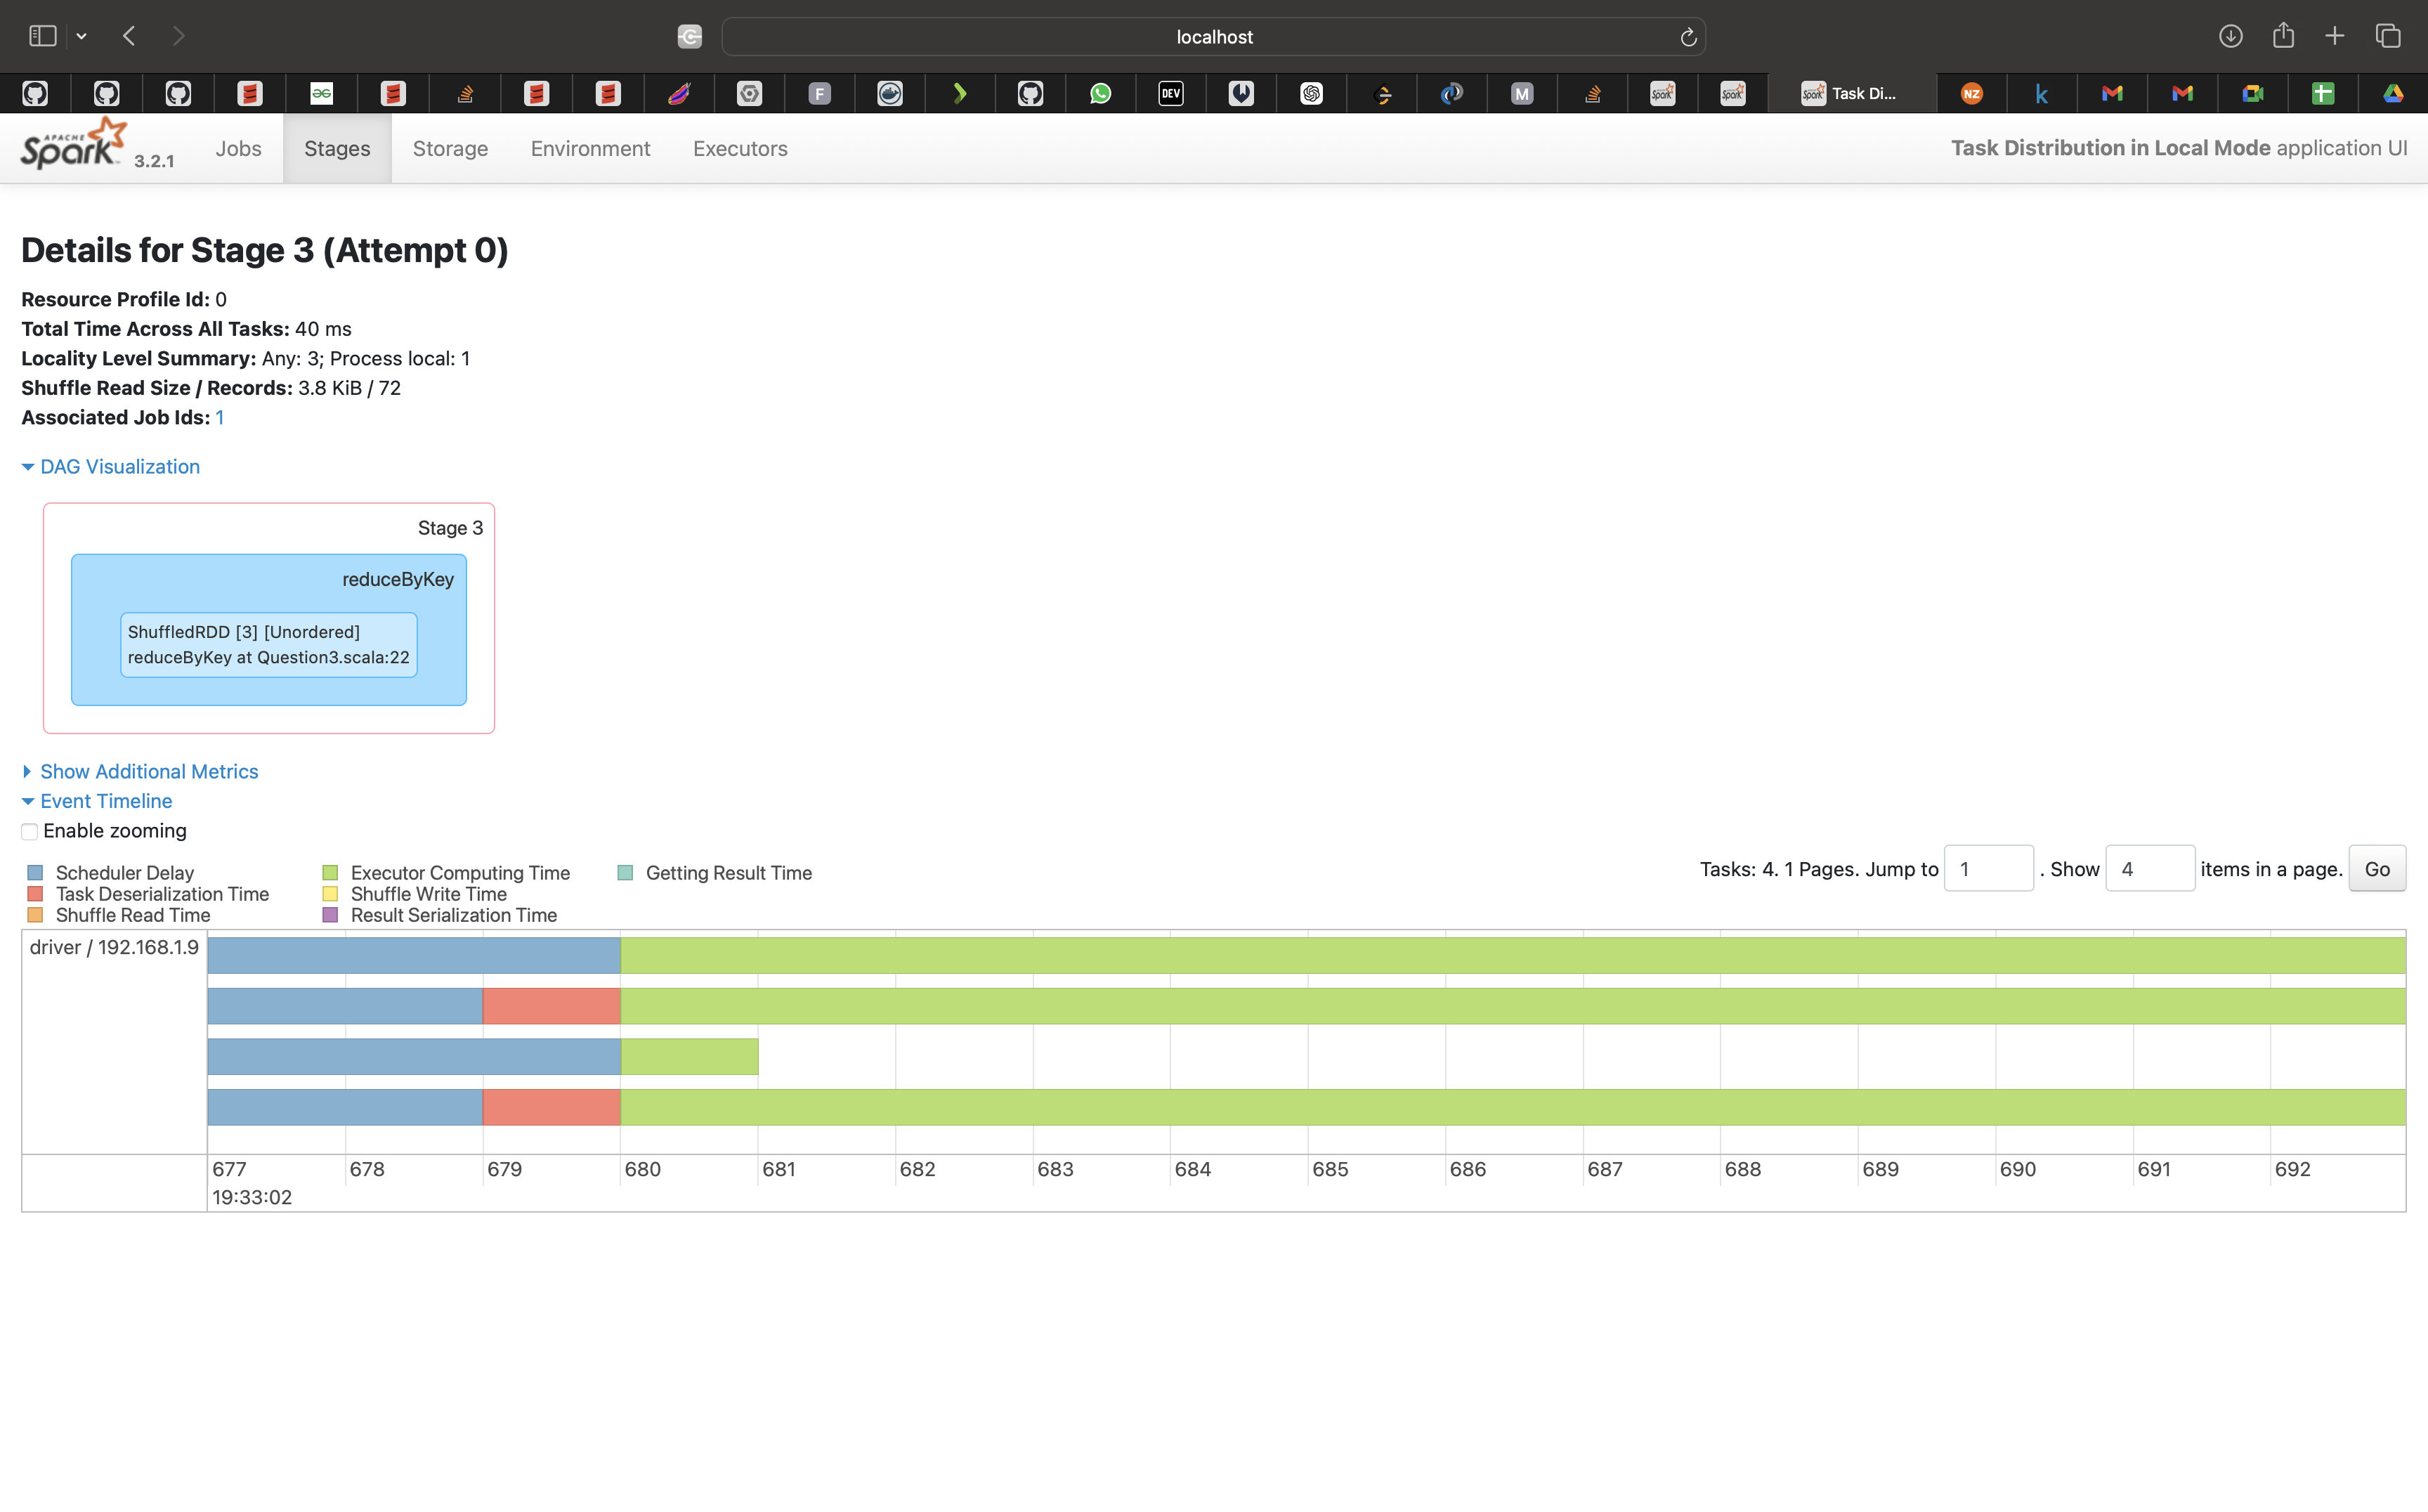 localhost
F
DEV
M
Spark
Spark
Spark Task Di...
NZ
k
APACHE
Spark 3.2.1
Jobs
Stages
Storage
Environment
Executors
Task Distribution in Local Mode application UI
Details for Stage 3 (Attempt 0)
Resource Profile Id: 0
Total Time Across All Tasks: 40 ms
Locality Level Summary: Any: 3; Process local: 1
Shuffle Read Size / Records: 3.8 KiB / 72
Associated Job Ids: 1
DAG Visualization
Stage 3
reduceByKey
ShuffledRDD [3] [Unordered]
reduceByKey at Question3.scala:22
Show Additional Metrics
Event Timeline
Enable zooming
Scheduler Delay
Executor Computing Time
Getting Result Time
Task Deserialization Time
Shuffle Write Time
Shuffle Read Time
Result Serialization Time
Tasks: 4. 1 Pages. Jump to 1 . Show 4 items in a page. Go
driver / 192.168.1.9
677 678 679 680 681 682 683 684 685 686 687 688 689 690 691 692
19:33:02